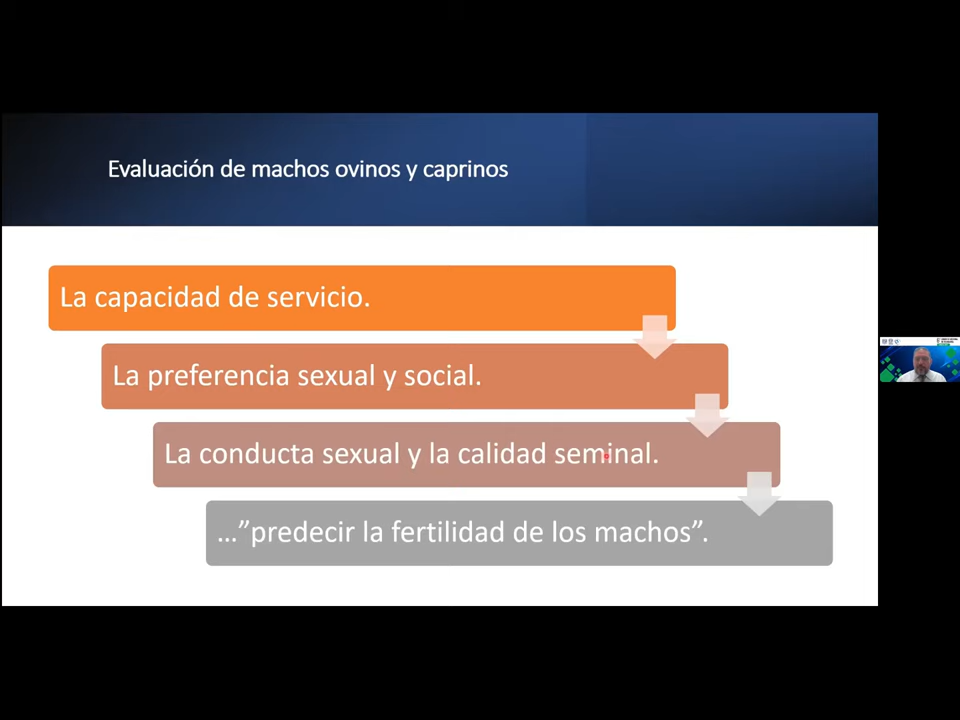 Evaluación de machos ovinos y caprinos
La capacidad de servicio.
La preferencia sexual y social.
La conducta sexual y la calidad seminal.
...”predecir la fertilidad de los machos”.